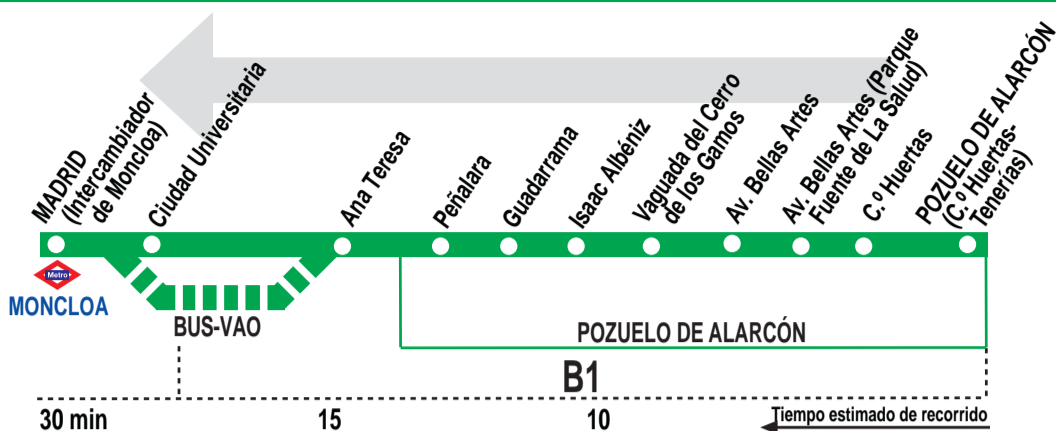 MADRID
(Intercambiador
de Moncloa)
Ciudad Universitaria
Ana Teresa
Peñalara
Guadarrama
Isaac Albéniz
Vaguada del Cerro
de los Gamos
Av. Bellas Artes
Av. Bellas Artes (Parque
Fuente de La Salud)
C.º Huertas
POZUELO DE ALARCÓN
(C.º Huertas-
Tenerías)
Metro
MONCLOA
BUS-VAO
POZUELO DE ALARCÓN
B1
30 min
15
10
Tiempo estimado de recorrido